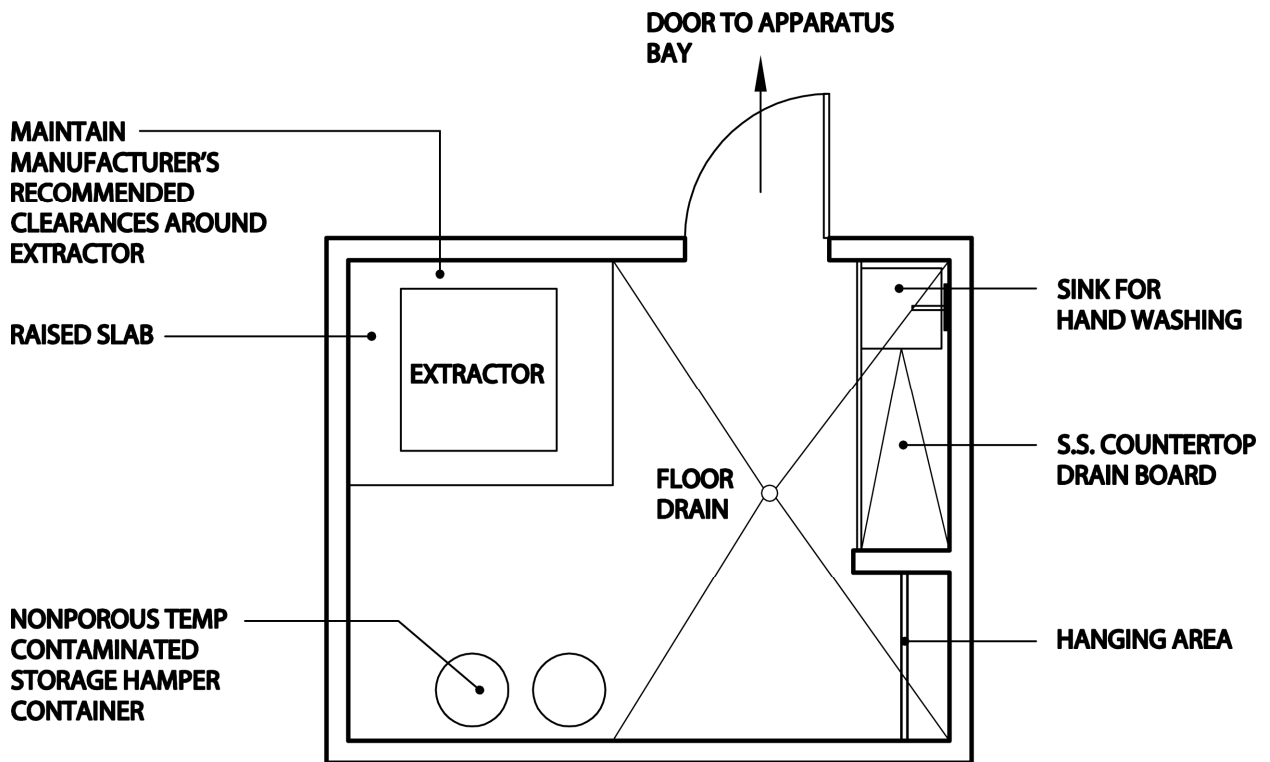 DOOR TO APPARATUS
BAY
MAINTAIN
MANUFACTURER'S
RECOMMENDED
CLEARANCES AROUND
EXTRACTOR
RAISED SLAB
EXTRACTOR
SINK FOR
HAND WASHING
FLOOR
DRAIN
S.S. COUNTERTOP
DRAIN BOARD
NONPOROUS TEMP
CONTAMINATED
STORAGE HAMPER
CONTAINER
HANGING AREA